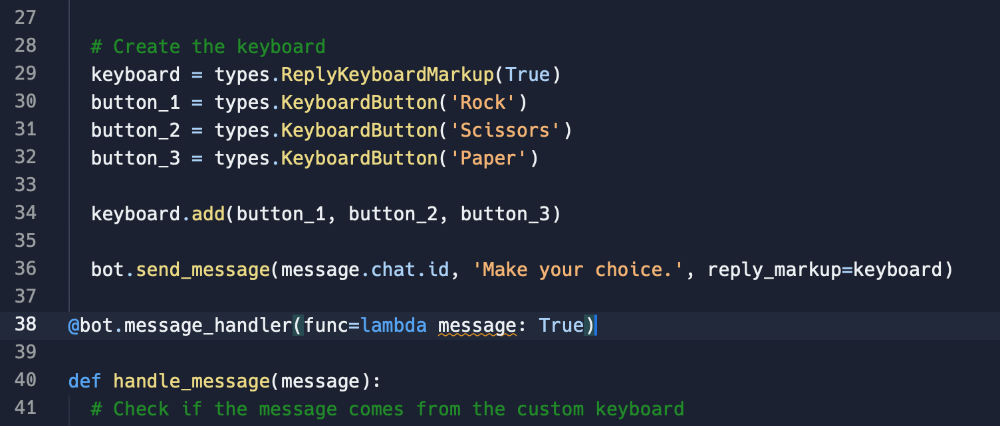 27
28 # Create the keyboard
29 keyboard = types.ReplyKeyboardMarkup(True)
30 button_1 = types.KeyboardButton('Rock')
31 button_2 = types.KeyboardButton('Scissors')
32 button_3 = types.KeyboardButton('Paper')
33
34 keyboard.add(button_1, button_2, button_3)
35
36 bot.send_message(message.chat.id, 'Make your choice.', reply_markup=keyboard)
37
38 @bot.message_handler(func=lambda message: True)
39
40 def handle_message(message):
41 # Check if the message comes from the custom keyboard